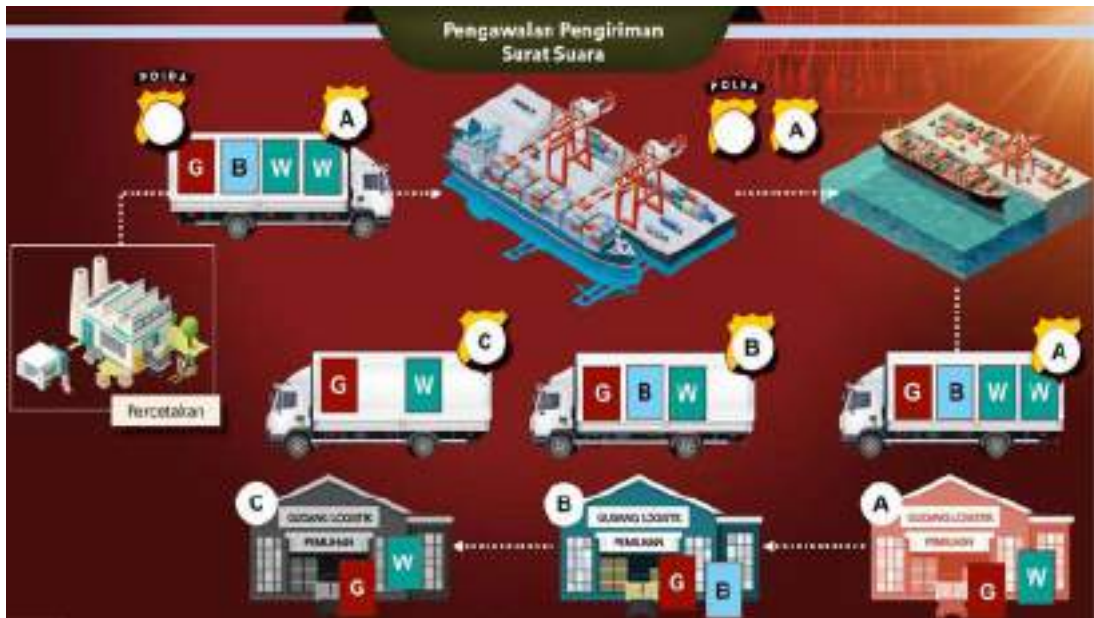 Pengawalan Pengiriman
Surat Suara
POLDA
A
G B W W
POLDA
A
Percetakan
C
G W
B
G B W
A
G B W W
C
GUDANG LOGISTIK
PEMILIHAN
G
W
B
GUDANG LOGISTIK
PEMILIHAN
G
B
A
GUDANG LOGISTIK
PEMILIHAN
G
W